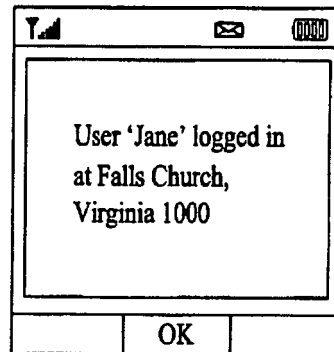 User ‘Jane’ logged in
at Falls Church,
Virginia 1000
OK